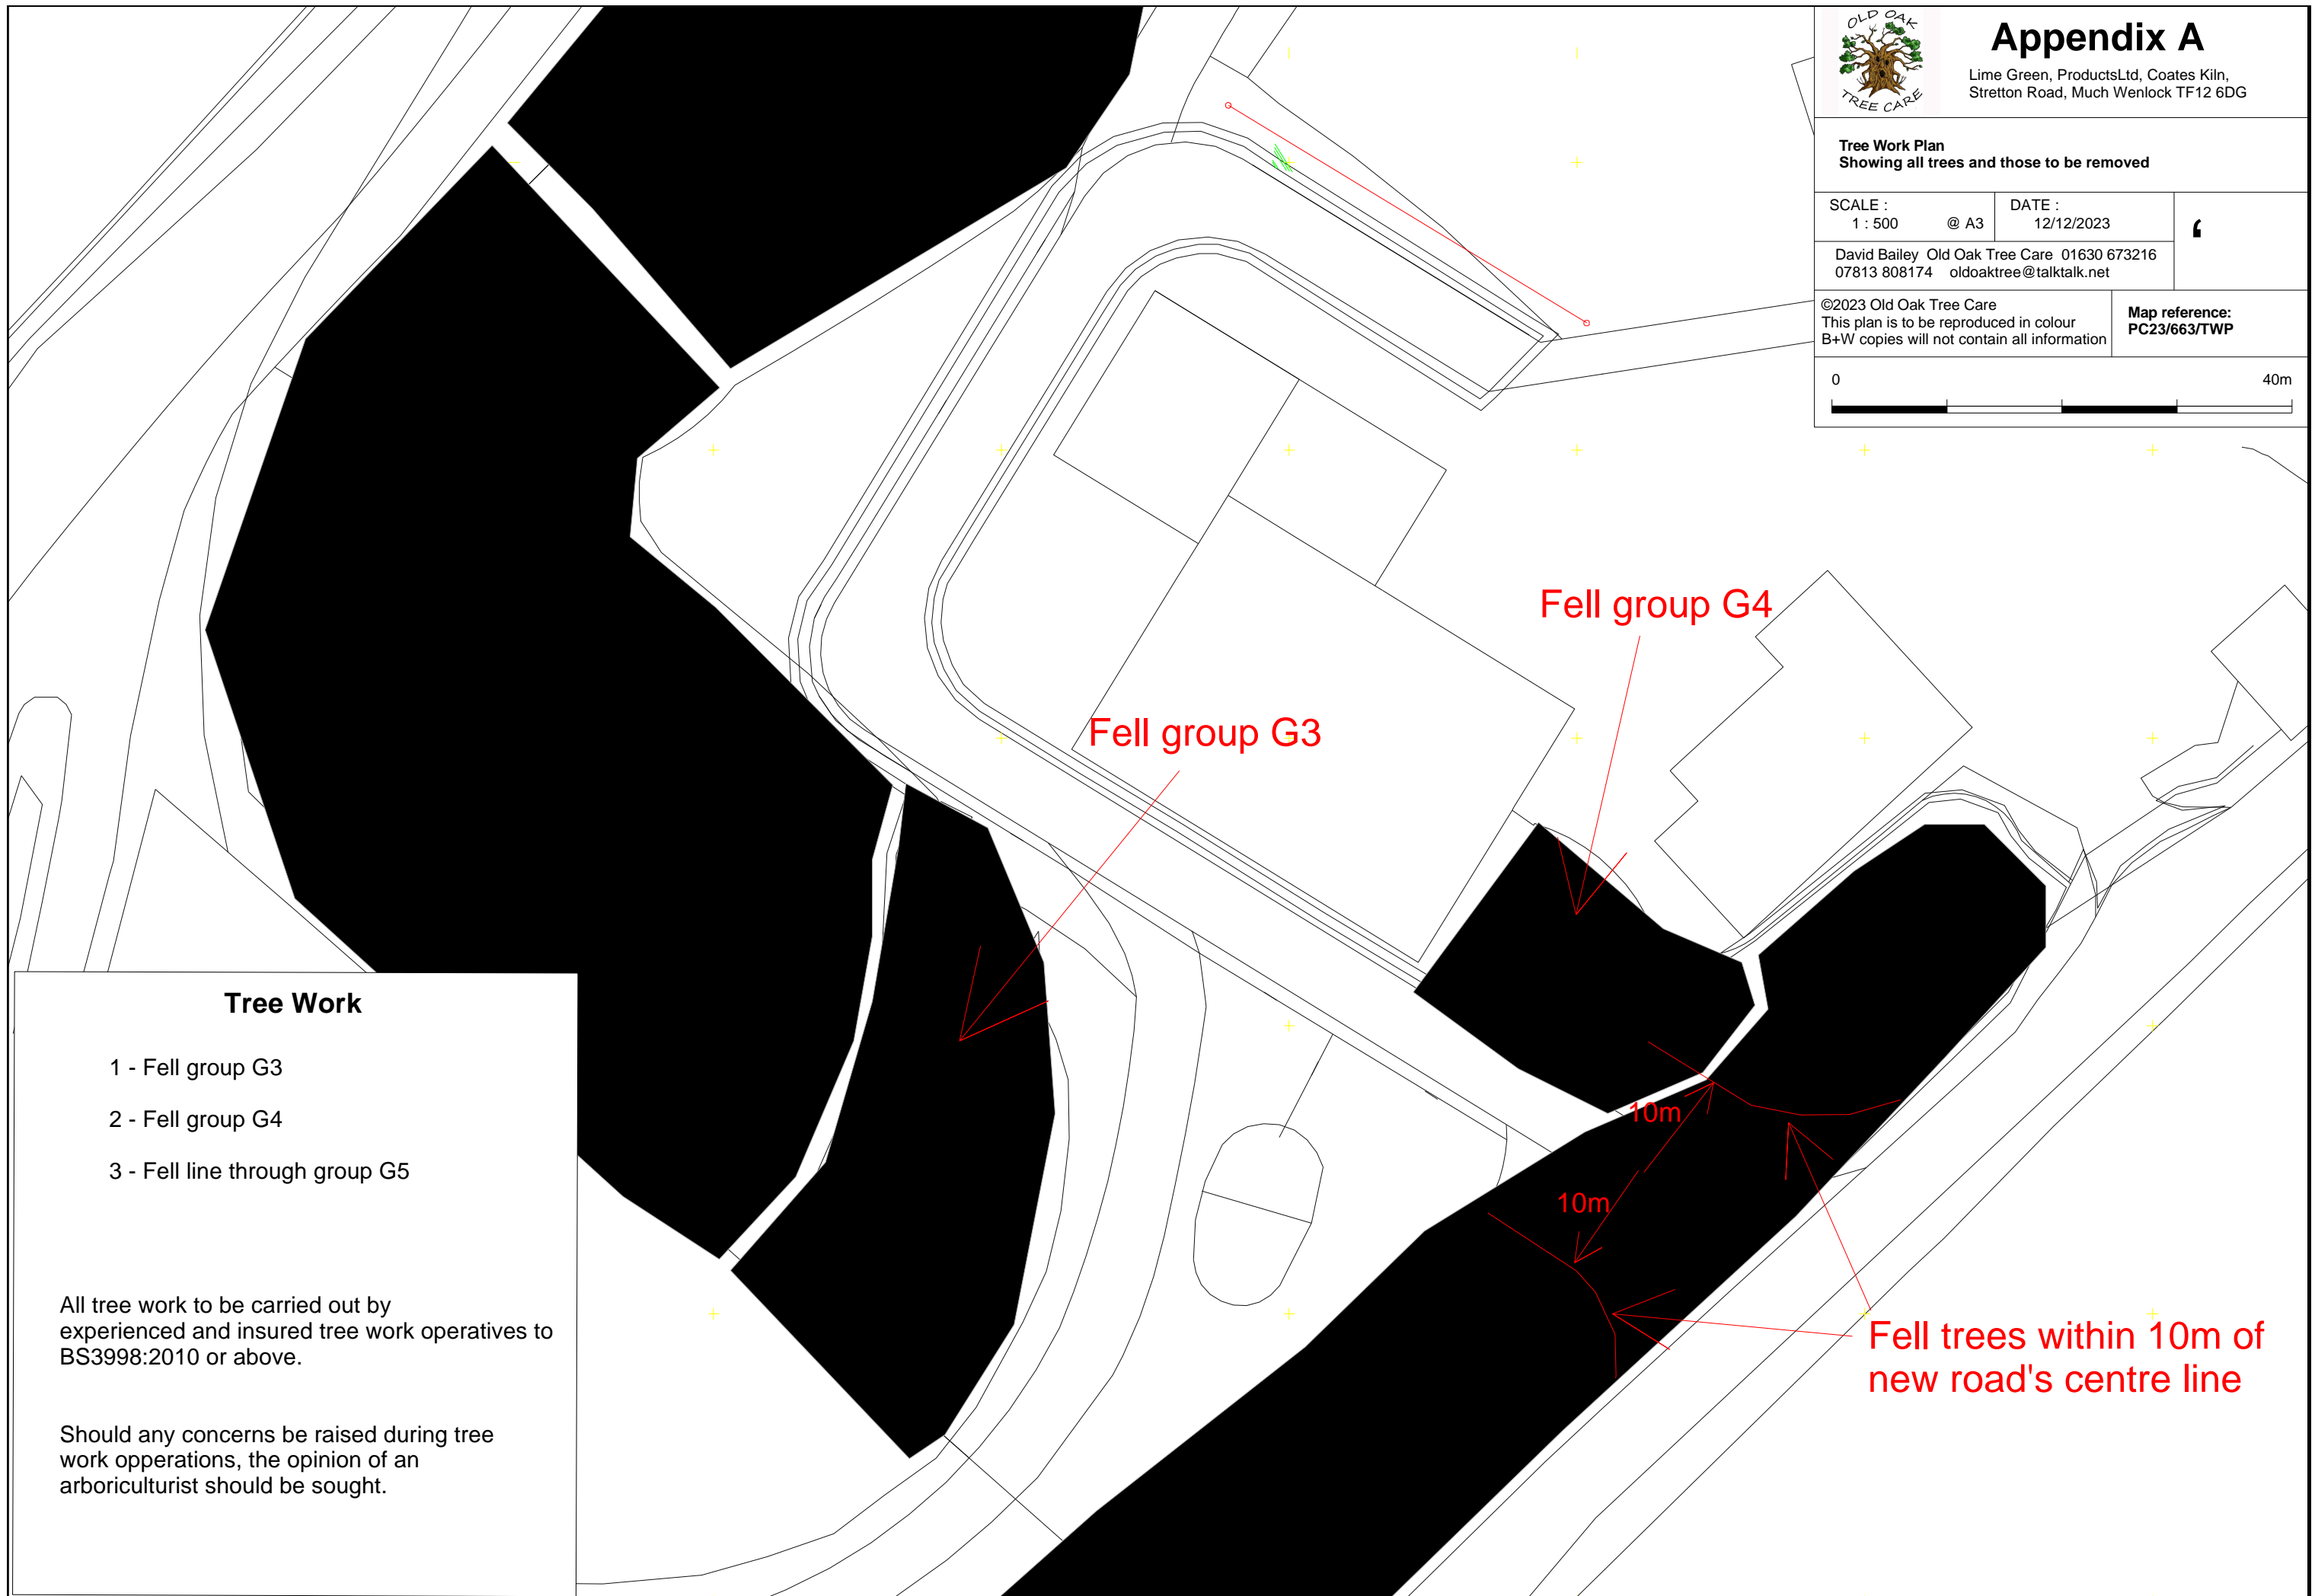 OLD OAK
TREE CARE
Appendix A
Lime Green, ProductsLtd, Coates Kiln,
Stretton Road, Much Wenlock TF12 6DG
Tree Work Plan
Showing all trees and those to be removed
SCALE :
1 : 500 @ A3
DATE :
12/12/2023
David Bailey Old Oak Tree Care 01630 673216
07813 808174 oldoaktree@talktalk.net
©2023 Old Oak Tree Care
This plan is to be reproduced in colour
B+W copies will not contain all information
Map reference:
PC23/663/TWP
0 40m
Fell group G4
Fell group G3
10m
10m
Fell trees within 10m of
new road's centre line
Tree Work
1 - Fell group G3
2 - Fell group G4
3 - Fell line through group G5
All tree work to be carried out by
experienced and insured tree work operatives to
BS3998:2010 or above.
Should any concerns be raised during tree
work opperations, the opinion of an
arboriculturist should be sought.